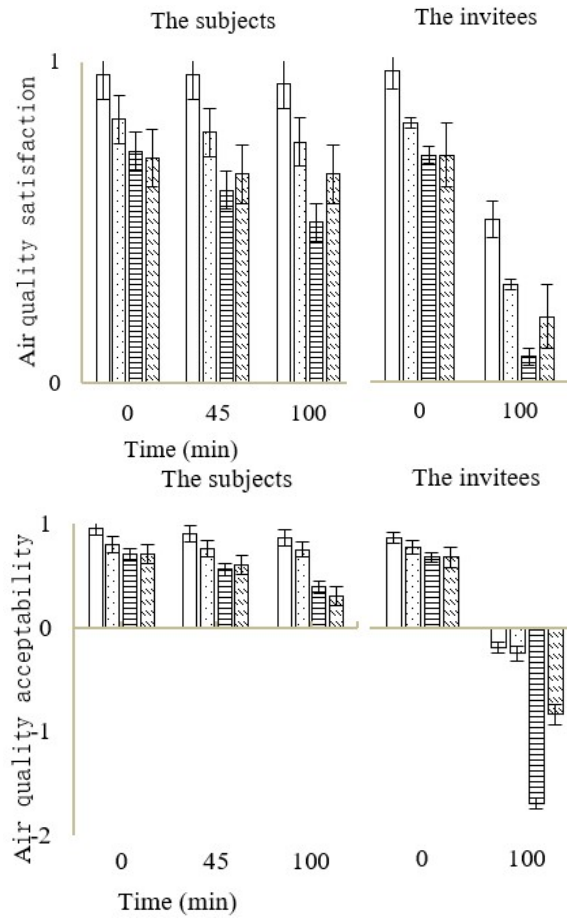 The subjects
The invitees
Air quality satisfaction
1
0
0
45
100
0
100
Time (min)
The subjects
The invitees
Air quality acceptability
1
0
-1
-2
0
45
100
0
100
Time (min)